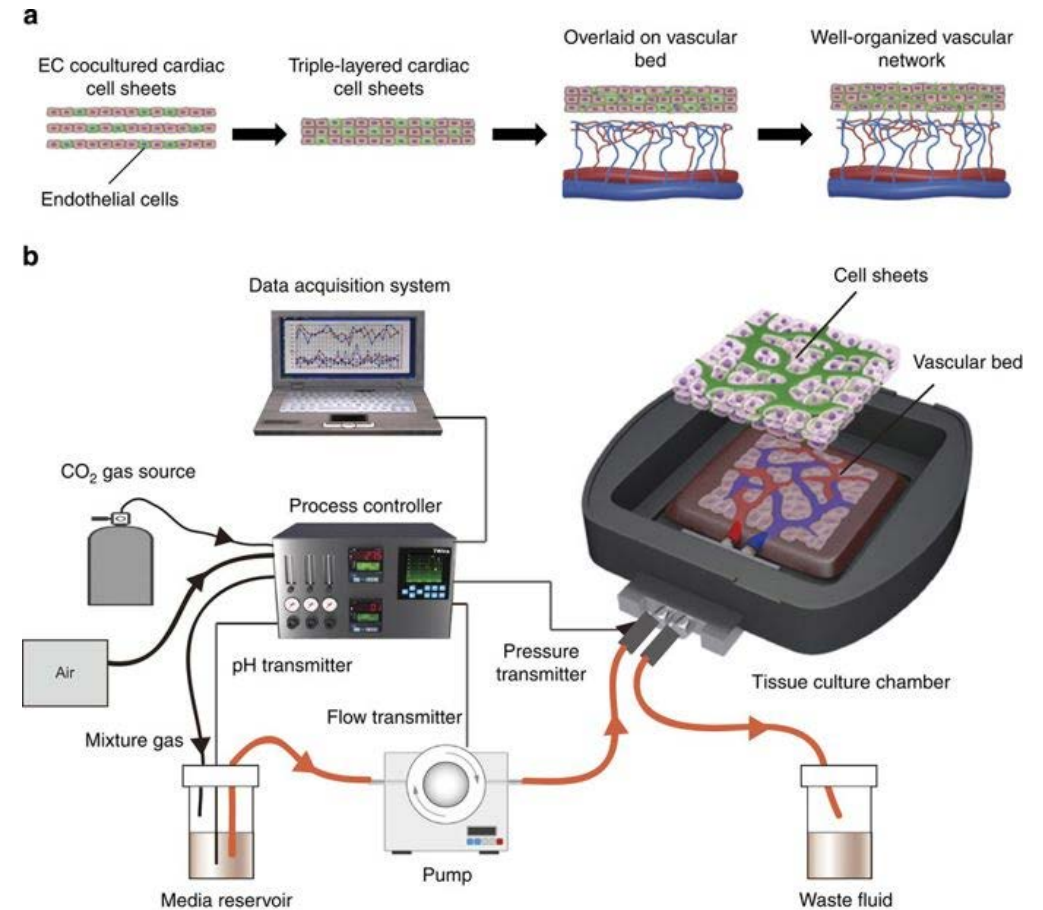 a
EC cocultured cardiac
cell sheets
Triple-layered cardiac
cell sheets
Overlaid on vascular
bed
Well-organized vascular
network
Endothelial cells
b
Data acquisition system
Cell sheets
Vascular bed
CO₂ gas source
Process controller
Air
pH transmitter
Pressure
transmitter
Tissue culture chamber
Flow transmitter
Mixture gas
Pump
Media reservoir
Waste fluid